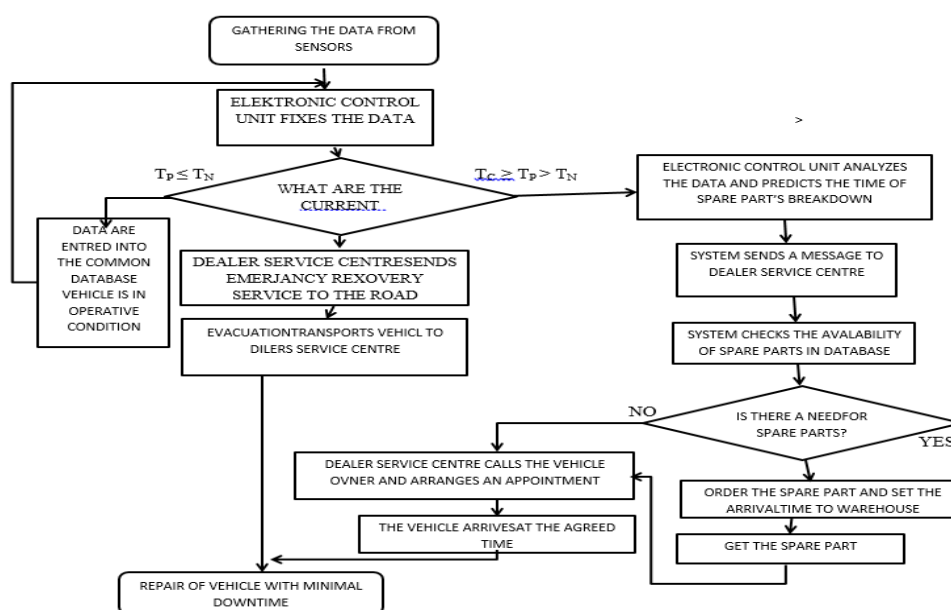 GATHERING THE DATA FROM
SENSORS
ELEKTRONIC CONTROL
UNIT FIXES THE DATA
>
T_P ≤ T_N
WHAT ARE THE
CURRENT
T_C ≥ T_P > T_N
ELECTRONIC CONTROL UNIT ANALYZES
THE DATA AND PREDICTS THE TIME OF
SPARE PART'S BREAKDOWN
DATA ARE
ENTRED INTO
THE COMMON
DATABASE
VEHICLE IS IN
OPERATIVE
CONDITION
DEALER SERVICE CENTRESENDS
EMERJANCY REXOVERY
SERVICE TO THE ROAD
SYSTEM SENDS A MESSAGE TO
DEALER SERVICE CENTRE
EVACUATIONTRANSPORTS VEHICL TO
DILERS SERVICE CENTRE
SYSTEM CHECKS THE AVALABILITY
OF SPARE PARTS IN DATABASE
NO
IS THERE A NEEDFOR
SPARE PARTS?
YES
DEALER SERVICE CENTRE CALLS THE VEHICLE
OVNER AND ARRANGES AN APPOINTMENT
ORDER THE SPARE PART AND SET THE
ARRIVALTIME TO WAREHOUSE
THE VEHICLE ARRIVESAT THE AGREED
TIME
GET THE SPARE PART
REPAIR OF VEHICLE WITH MINIMAL
DOWNTIME